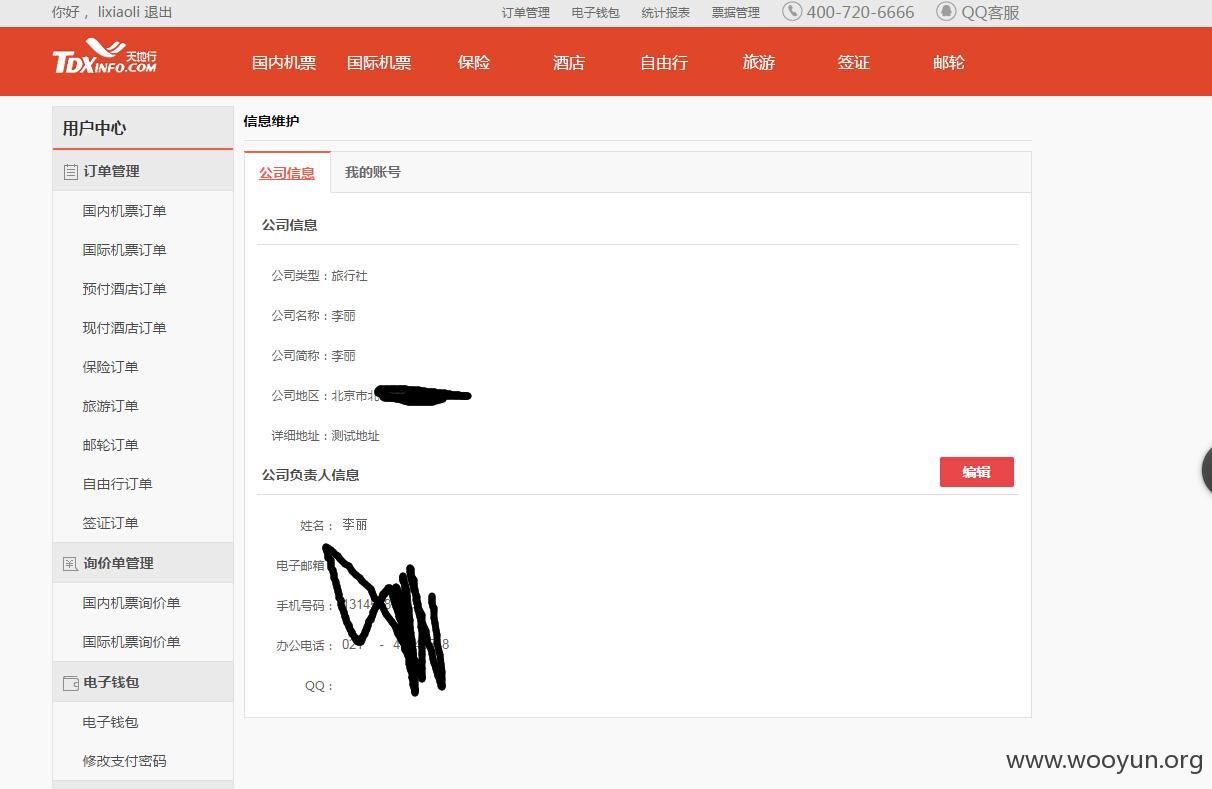 你好， lixiaoli 退出 订单管理 电子钱包 统计报表 票据管理 400-720-6666 QQ客服
TDXINFO.COM 天地行 国内机票 国际机票 保险 酒店 自由行 旅游 签证 邮轮
用户中心
订单管理
国内机票订单
国际机票订单
预付酒店订单
现付酒店订单
保险订单
旅游订单
邮轮订单
自由行订单
签证订单
询价单管理
国内机票询价单
国际机票询价单
电子钱包
电子钱包
修改支付密码
信息维护
公司信息 我的账号
公司信息
公司类型：旅行社
公司名称：李丽
公司简称：李丽
公司地区：北京市北
详细地址：测试地址
公司负责人信息 编辑
姓名： 李丽
电子邮箱
手机号码：
办公电话：
QQ：
www.wooyun.org